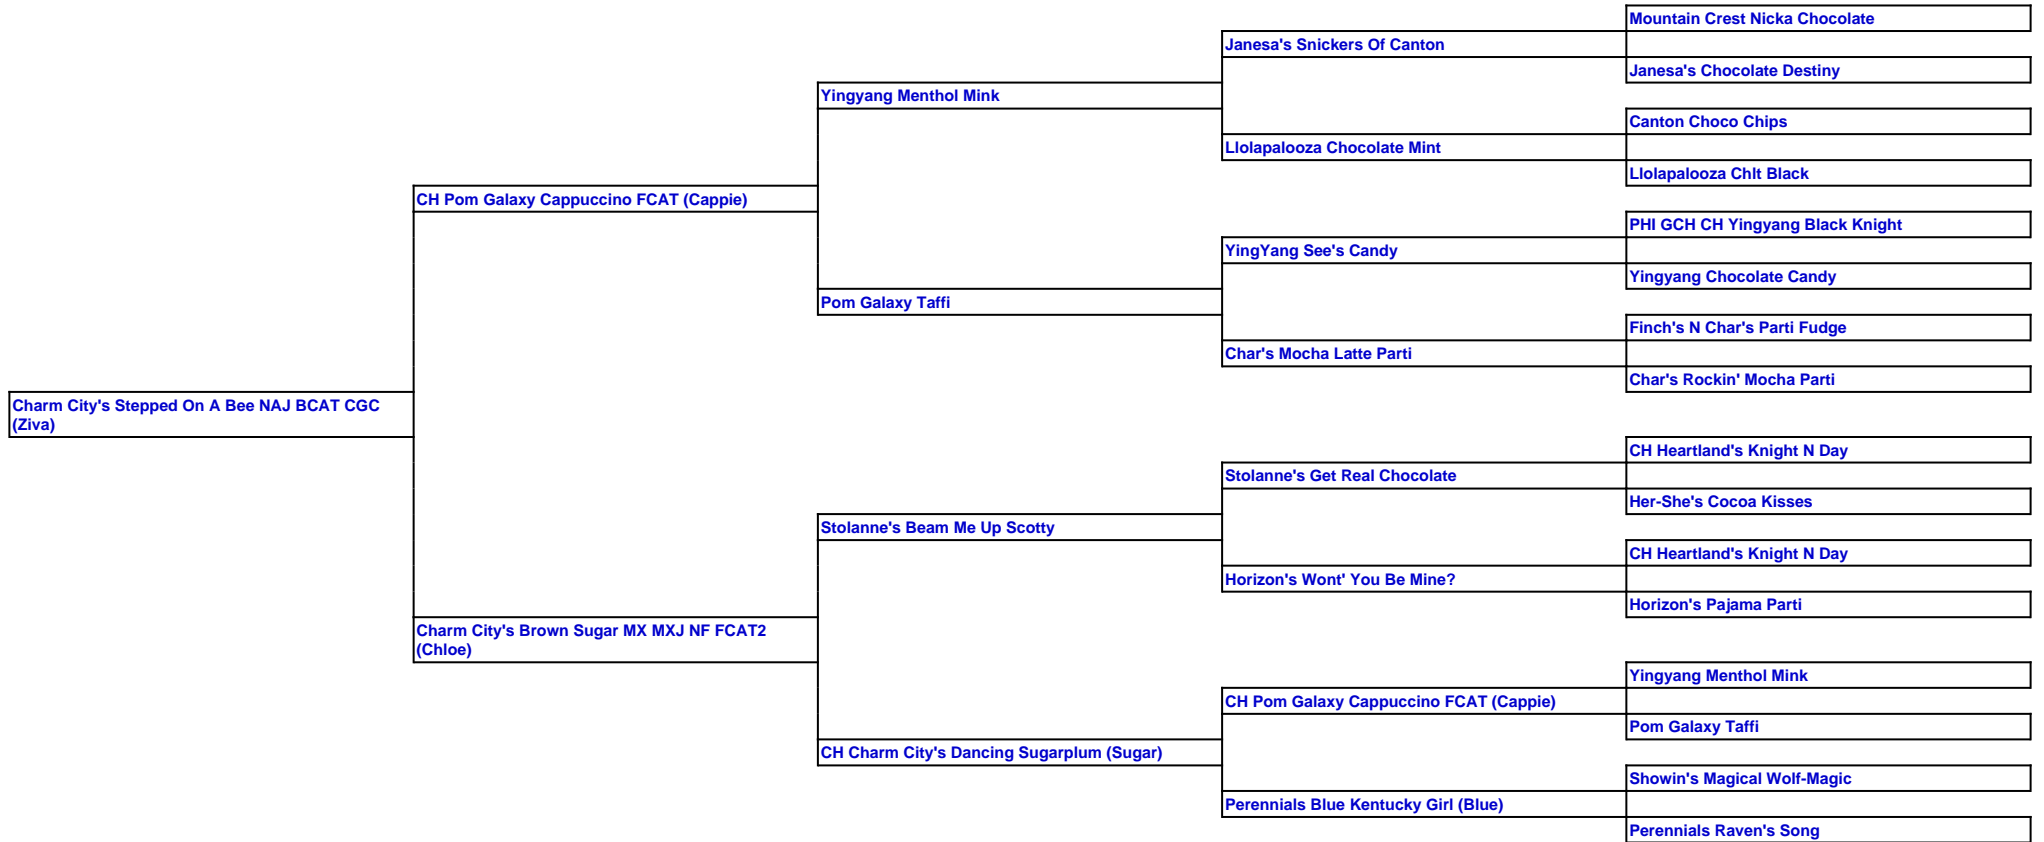 Mountain Crest Nicka Chocolate
Janesa's Snickers Of Canton
Janesa's Chocolate Destiny
Yingyang Menthol Mink
Canton Choco Chips
Llolapalooza Chocolate Mint
Llolapalooza Chlt Black
CH Pom Galaxy Cappuccino FCAT (Cappie)
PHI GCH CH Yingyang Black Knight
YingYang See's Candy
Yingyang Chocolate Candy
Pom Galaxy Taffi
Finch's N Char's Parti Fudge
Char's Mocha Latte Parti
Char's Rockin' Mocha Parti
Charm City's Stepped On A Bee NAJ BCAT CGC
(Ziva)
CH Heartland's Knight N Day
Stolanne's Get Real Chocolate
Her-She's Cocoa Kisses
Stolanne's Beam Me Up Scotty
CH Heartland's Knight N Day
Horizon's Wont' You Be Mine?
Horizon's Pajama Parti
Charm City's Brown Sugar MX MXJ NF FCAT2
(Chloe)
Yingyang Menthol Mink
CH Pom Galaxy Cappuccino FCAT (Cappie)
Pom Galaxy Taffi
CH Charm City's Dancing Sugarplum (Sugar)
Showin's Magical Wolf-Magic
Perennials Blue Kentucky Girl (Blue)
Perennials Raven's Song